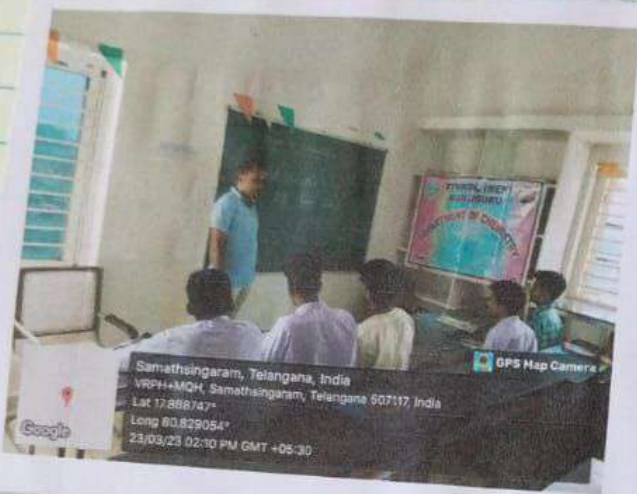 DEPARTMENT OF CHEMISTRY
GPS Map Camera
Samathsingaram, Telangana, India
VRPH+MQH, Samathsingaram, Telangana 507117, India
Lat 17.888747°
Long 80.829054°
23/03/23 02:10 PM GMT +05:30
Google